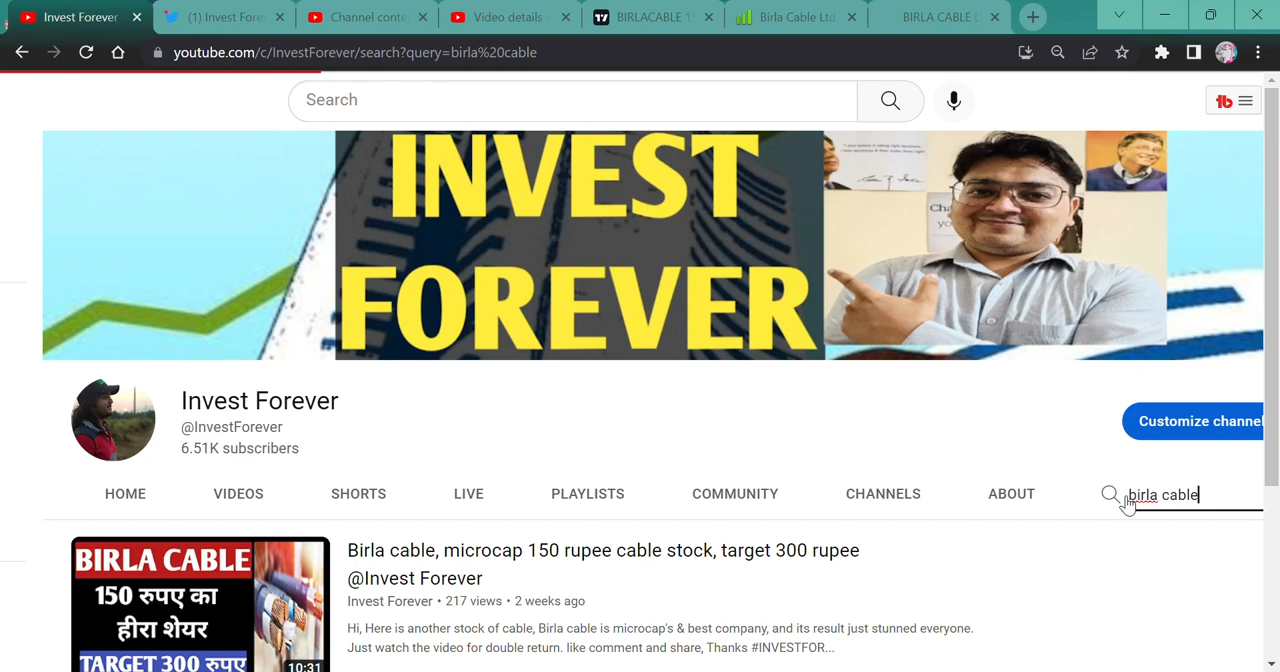 Invest Forever
(1) Invest Fore
Channel conte
Video details
BIRLACABLE 1
Birla Cable Ltd
BIRLA CABLE L
youtube.com/c/InvestForever/search?query=birla%20cable
Search
INVEST
FOREVER
Invest Forever
@InvestForever
6.51K subscribers
Customize channel
HOME VIDEOS SHORTS LIVE PLAYLISTS COMMUNITY CHANNELS ABOUT birla cable
BIRLA CABLE
150 रुपए का
हीरा शेयर
TARGET 300 रुपए
10:31
Birla cable, microcap 150 rupee cable stock, target 300 rupee
@Invest Forever
Invest Forever • 217 views • 2 weeks ago
Hi, Here is another stock of cable, Birla cable is microcap's & best company, and its result just stunned everyone.
Just watch the video for double return. like comment and share, Thanks #INVESTFOR...